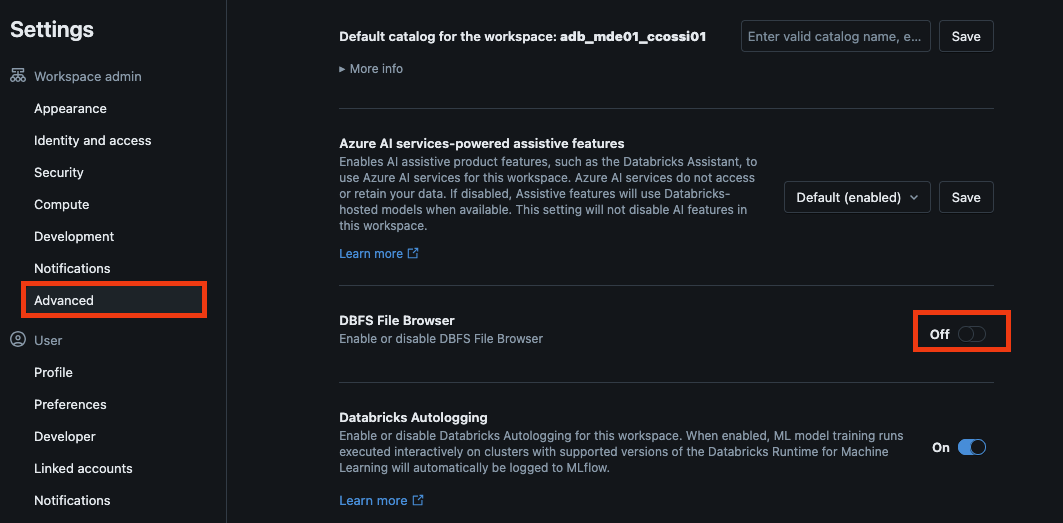 Settings
Workspace admin
Appearance
Identity and access
Security
Compute
Development
Notifications
Advanced
User
Profile
Preferences
Developer
Linked accounts
Notifications
Default catalog for the workspace: adb_mde01_ccossi01
Enter valid catalog name, e...
Save
▸ More info
Azure AI services-powered assistive features
Enables AI assistive product features, such as the Databricks Assistant, to
use Azure AI services for this workspace. Azure AI services do not access
or retain your data. If disabled, Assistive features will use Databricks-
hosted models when available. This setting will not disable AI features in
this workspace.
Default (enabled)
Save
Learn more
DBFS File Browser
Enable or disable DBFS File Browser
Off
Databricks Autologging
Enable or disable Databricks Autologging for this workspace. When enabled, ML model training runs
executed interactively on clusters with supported versions of the Databricks Runtime for Machine
Learning will automatically be logged to MLflow.
On
Learn more